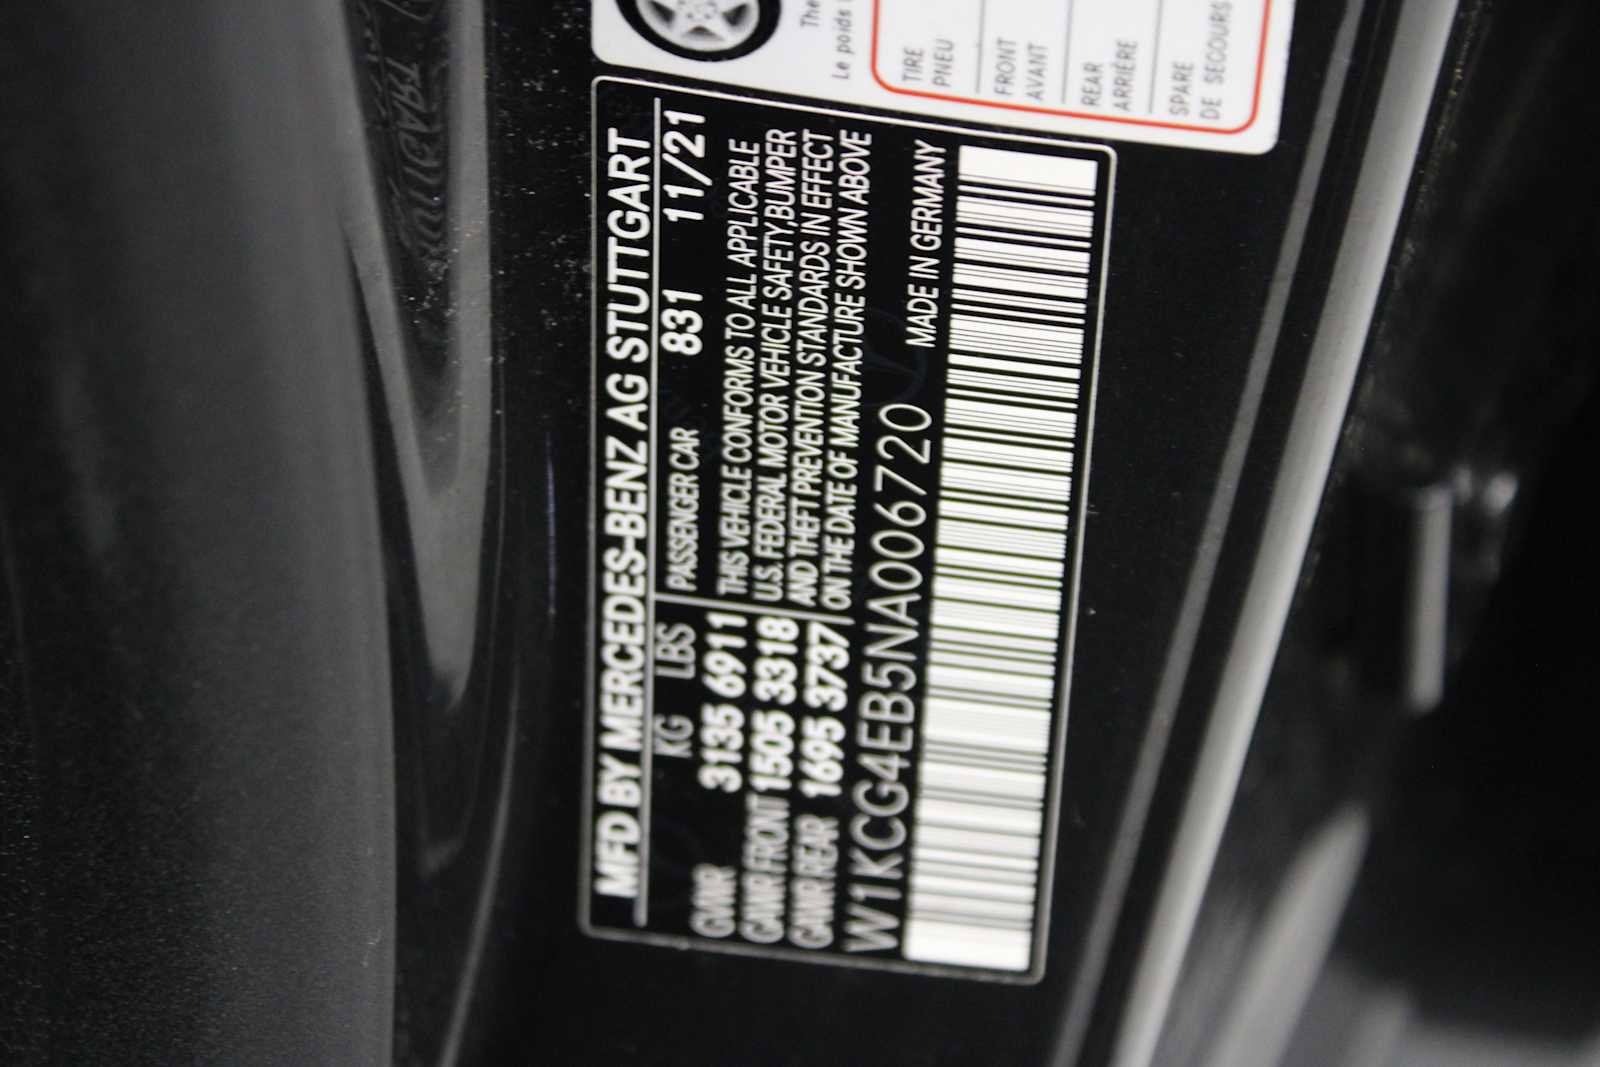 The
Le poids
TIRE
PNEU
FRONT
AVANT
REAR
ARRIÈRE
SPARE
DE SECOURS
MFD BY MERCEDES-BENZ AG STUTTGART
KG LBS PASSENGER CAR 831 11/21
GVWR 3135 6911 THIS VEHICLE CONFORMS TO ALL APPLICABLE
GAWR FRONT 1505 3318 U.S. FEDERAL MOTOR VEHICLE SAFETY,BUMPER
GAWR REAR 1695 3737 AND THEFT PREVENTION STANDARDS IN EFFECT
ON THE DATE OF MANUFACTURE SHOWN ABOVE
W1KCG4EB5NA006720 MADE IN GERMANY